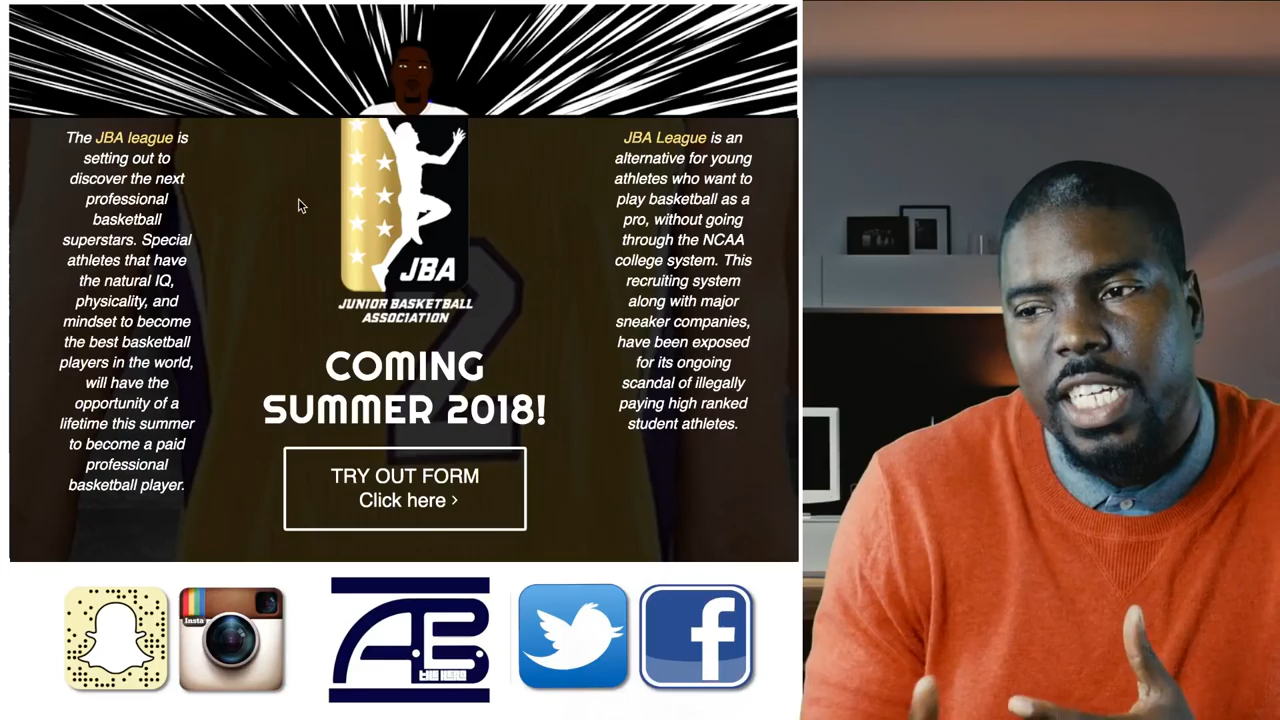 The JBA league is
setting out to
discover the next
professional
basketball
superstars. Special
athletes that have
the natural IQ,
physicality, and
mindset to become
the best basketball
players in the world,
will have the
opportunity of a
lifetime this summer
to become a paid
professional
basketball player.
JBA
JUNIOR BASKETBALL
ASSOCIATION
COMING
SUMMER 2018!
TRY OUT FORM
Click here ›
JBA League is an
alternative for young
athletes who want to
play basketball as a
pro, without going
through the NCAA
college system. This
recruiting system
along with major
sneaker companies,
have been exposed
for its ongoing
scandal of illegally
paying high ranked
student athletes.
2
Insta
AB
THE HERO
f